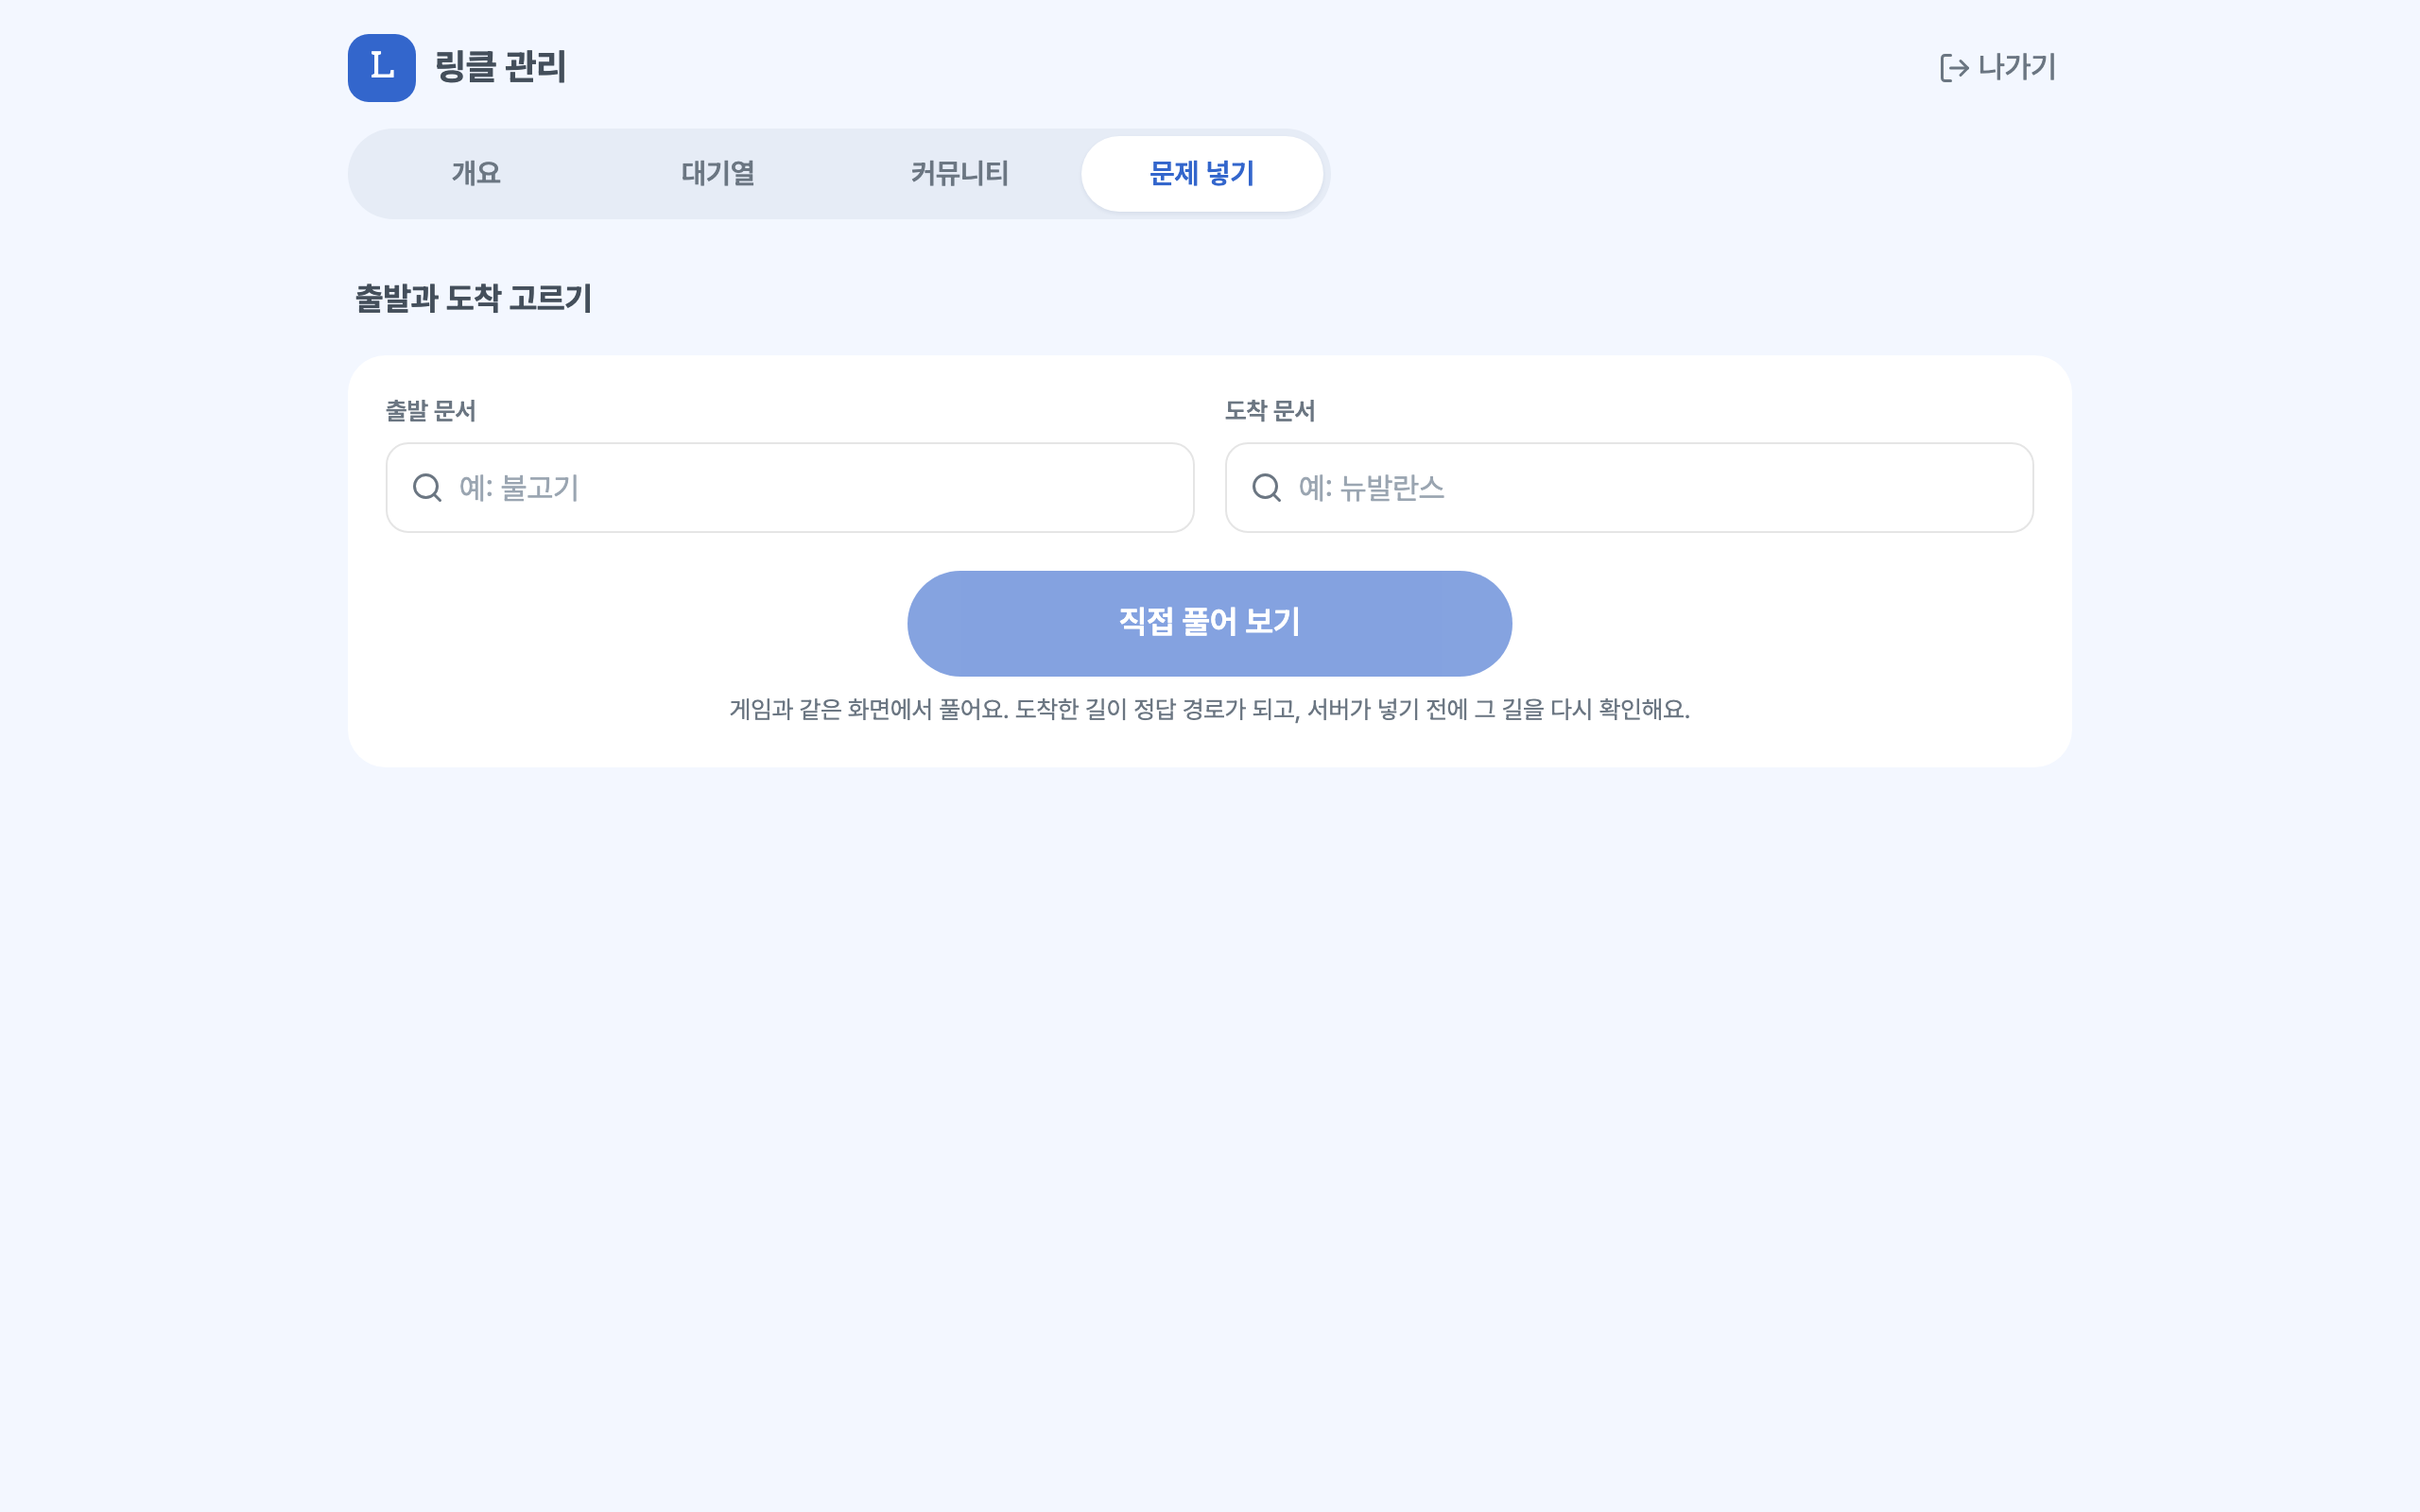 L 링클 관리
나가기
개요 대기열 커뮤니티 문제 넣기
출발과 도착 고르기
출발 문서 도착 문서
예: 불고기 예: 뉴발란스
직접 풀어 보기
게임과 같은 화면에서 풀어요. 도착한 길이 정답 경로가 되고, 서버가 넣기 전에 그 길을 다시 확인해요.